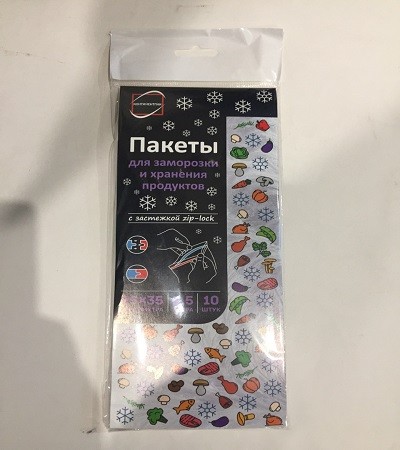 Пакеты
для заморозки
и хранения
продуктов
с застежкой zip-lock
10
штук